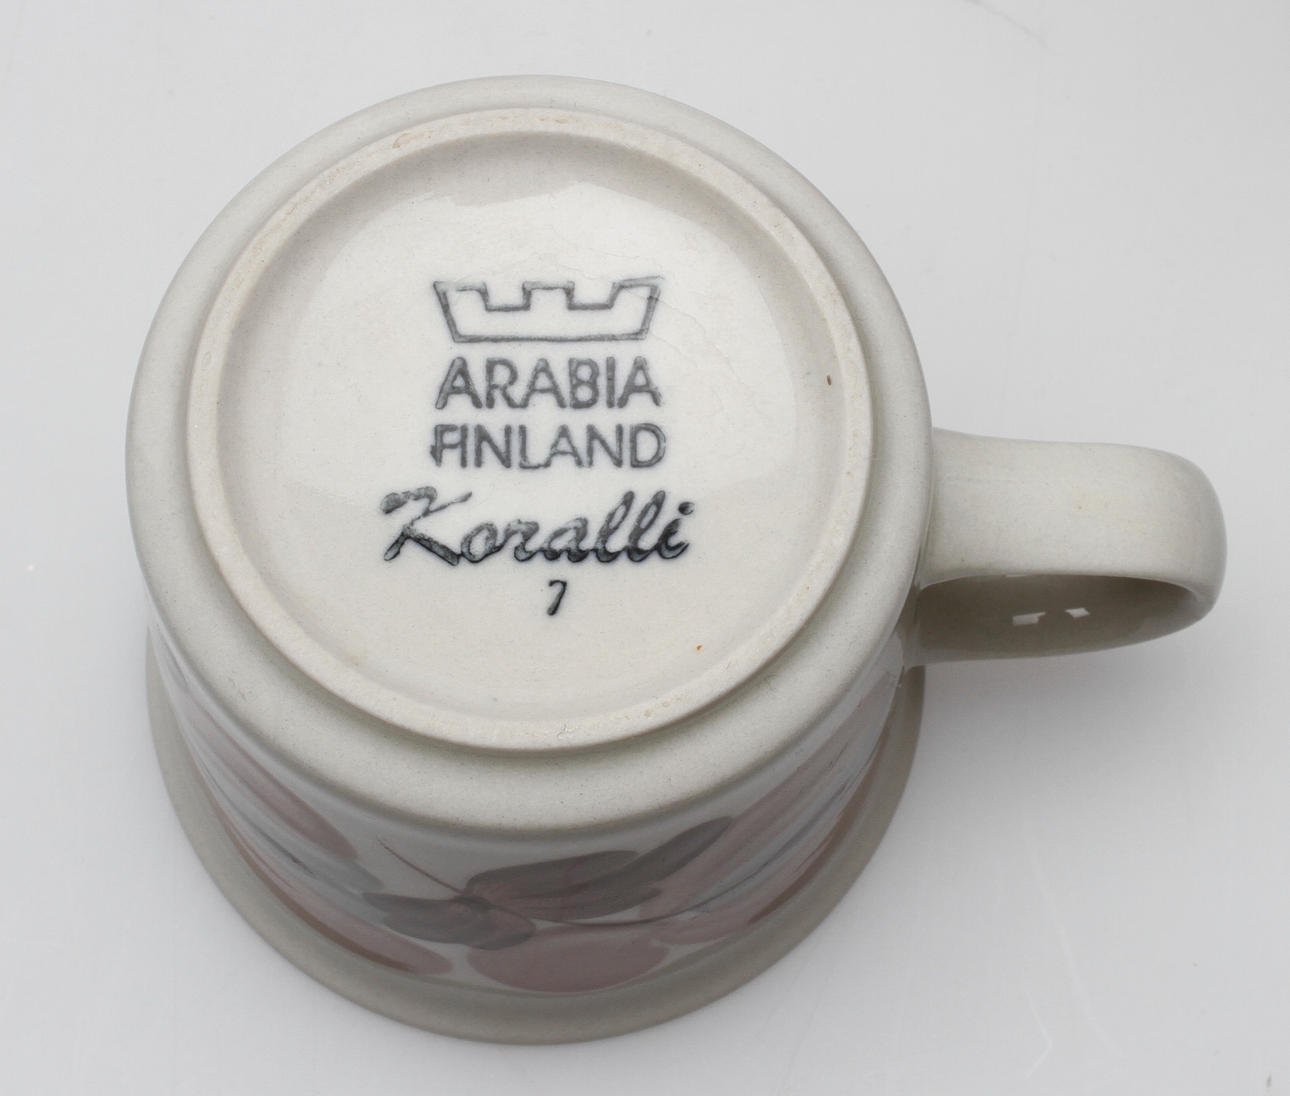 ARABIA
FINLAND
Koralli
7